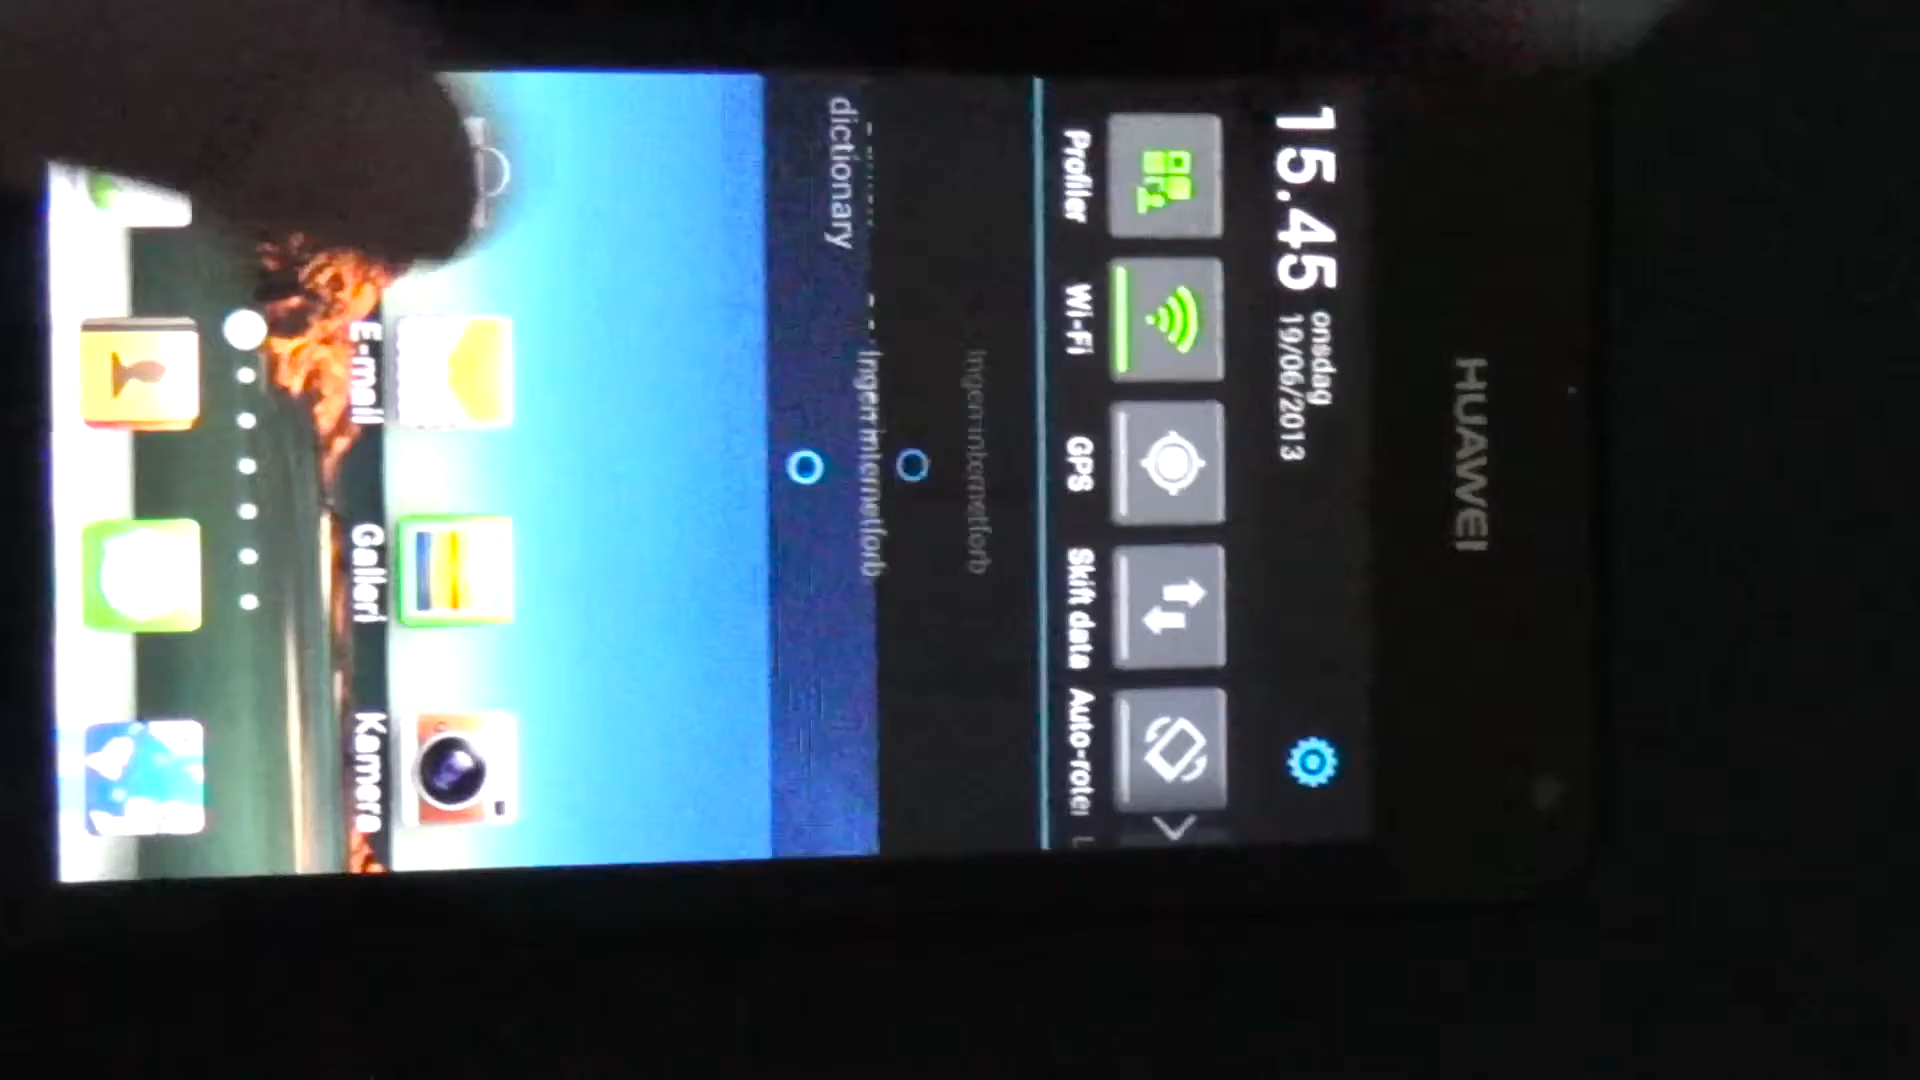 HUAWEI
15.45 onsdag
19/06/2013
Profiler Wi-Fi GPS Skift data Auto-roter
Ingen internetforb
Ingen internetforb
dictionary
E-mail Galleri Kamera